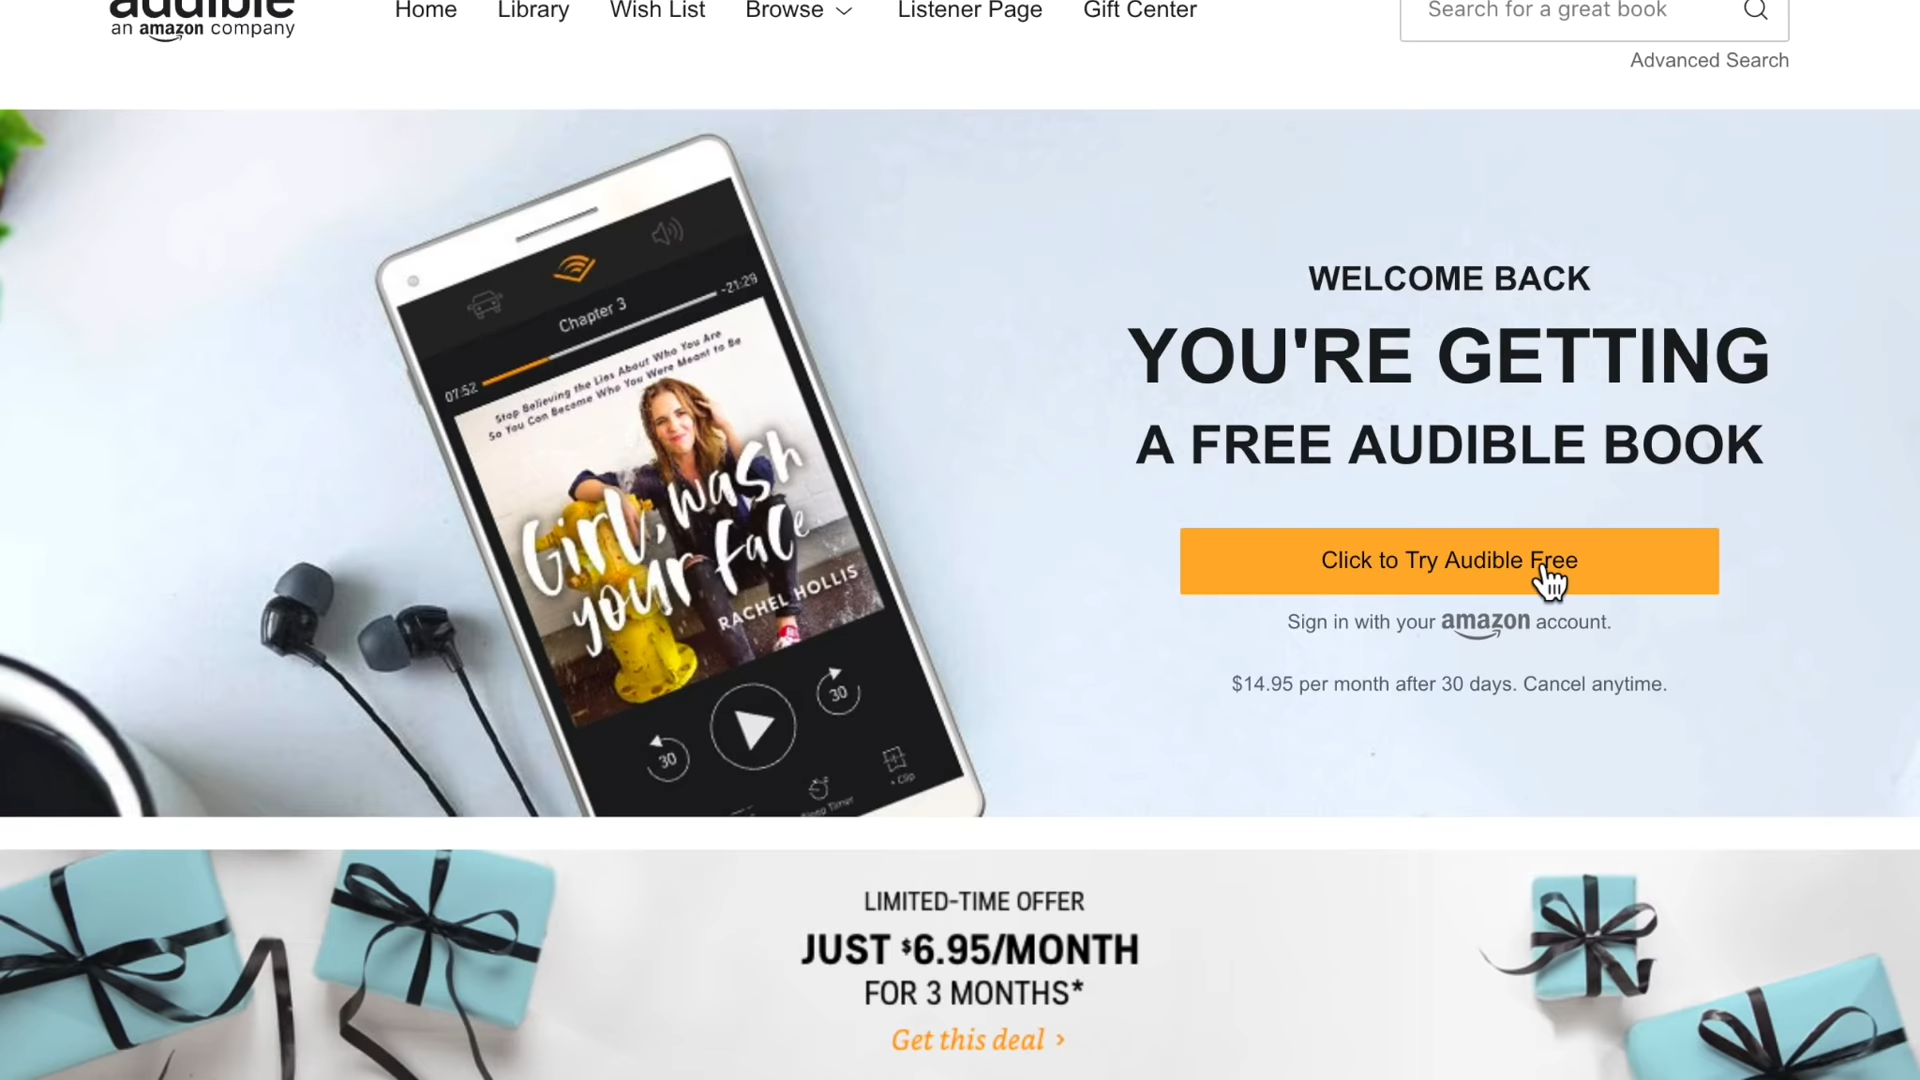 audible
an amazon company
Home Library Wish List Browse Listener Page Gift Center
Search for a great book
Advanced Search
Chapter 3
07:52
-21:29
Stop Believing the Lies About Who You Are
So You Can Become Who You Were Meant to Be
Girl, wash
your face
RACHEL HOLLIS
30
30
Sleep Timer
+ Clip
WELCOME BACK
YOU'RE GETTING
A FREE AUDIBLE BOOK
Click to Try Audible Free
Sign in with your amazon account.
$14.95 per month after 30 days. Cancel anytime.
LIMITED-TIME OFFER
JUST $6.95/MONTH
FOR 3 MONTHS*
Get this deal ›